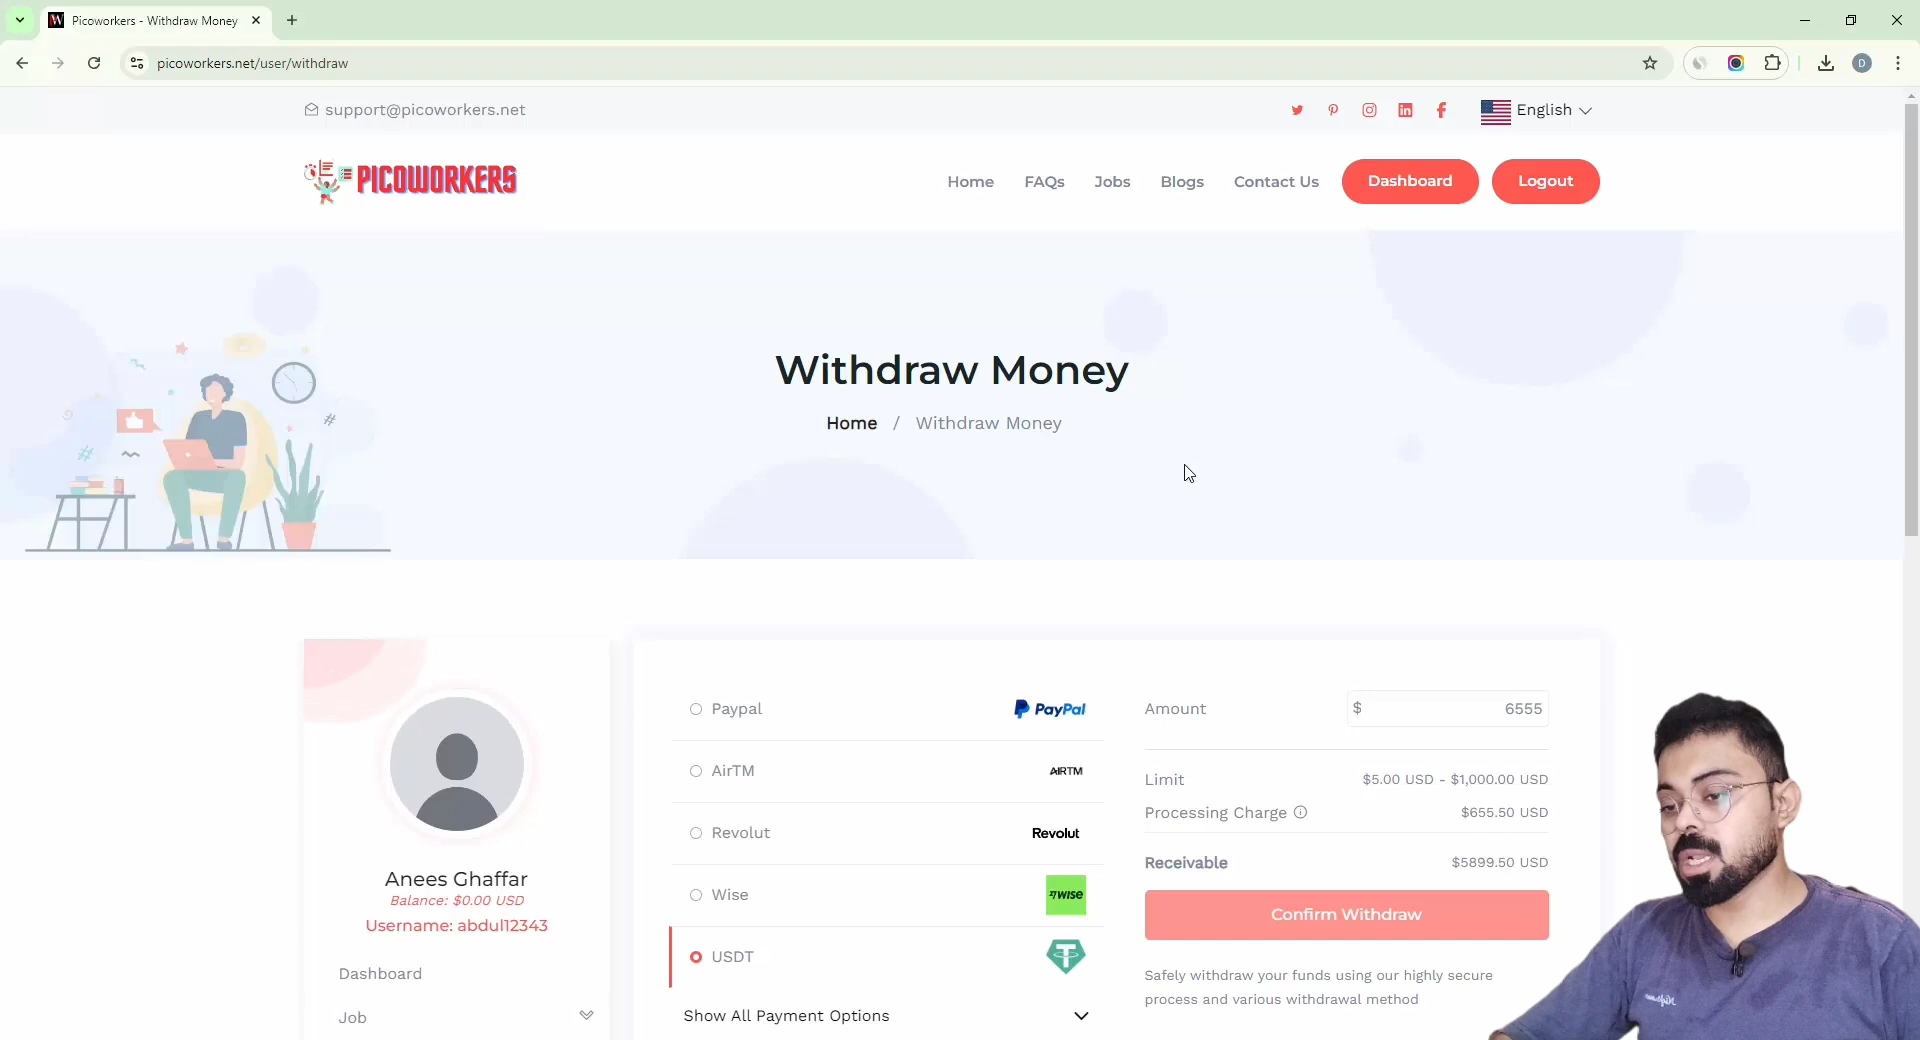 Picoworkers - Withdraw Money
picoworkers.net/user/withdraw
D
support@picoworkers.net
English
PICOWORKERS
Home
FAQs
Jobs
Blogs
Contact Us
Dashboard
Logout
Withdraw Money
Home / Withdraw Money
Anees Ghaffar
Balance: $0.00 USD
Username: abdul12343
Dashboard
Job
Paypal
PayPal
AirTM
AIRTM
Revolut
Revolut
Wise
WISE
USDT
Show All Payment Options
Amount
$ 6555
Limit
$5.00 USD - $1,000.00 USD
Processing Charge
$655.50 USD
Receivable
$5899.50 USD
Confirm Withdraw
Safely withdraw your funds using our highly secure
process and various withdrawal method